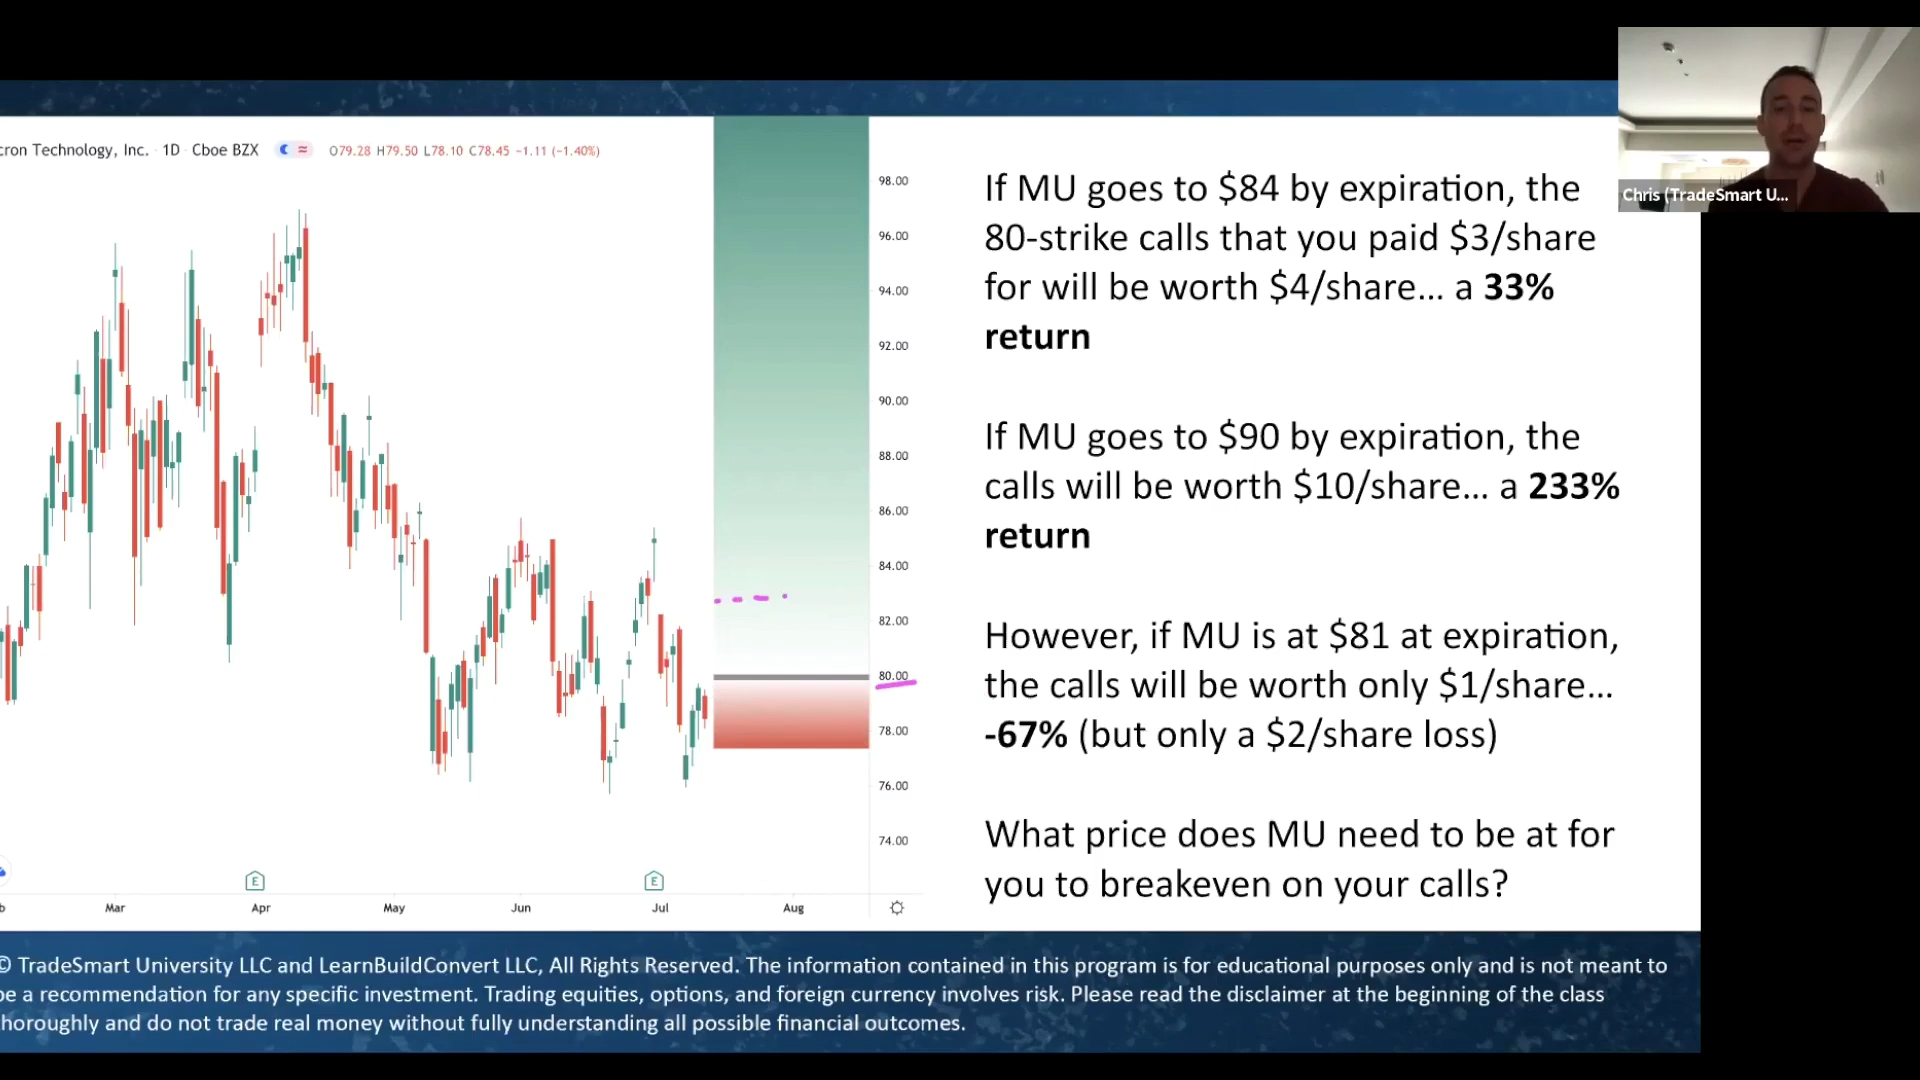 cron Technology, Inc. · 1D · Cboe BZX O79.28 H79.50 L78.10 C78.45 −1.11 (−1.40%)
98.00
96.00
94.00
92.00
90.00
88.00
86.00
84.00
82.00
80.00
78.00
76.00
74.00
E E
b Mar Apr May Jun Jul Aug
If MU goes to $84 by expiration, the
80-strike calls that you paid $3/share
for will be worth $4/share... a 33%
return
If MU goes to $90 by expiration, the
calls will be worth $10/share... a 233%
return
However, if MU is at $81 at expiration,
the calls will be worth only $1/share...
-67% (but only a $2/share loss)
What price does MU need to be at for
you to breakeven on your calls?
Chris (TradeSmart U...
© TradeSmart University LLC and LearnBuildConvert LLC, All Rights Reserved. The information contained in this program is for educational purposes only and is not meant to
be a recommendation for any specific investment. Trading equities, options, and foreign currency involves risk. Please read the disclaimer at the beginning of the class
horoughly and do not trade real money without fully understanding all possible financial outcomes.